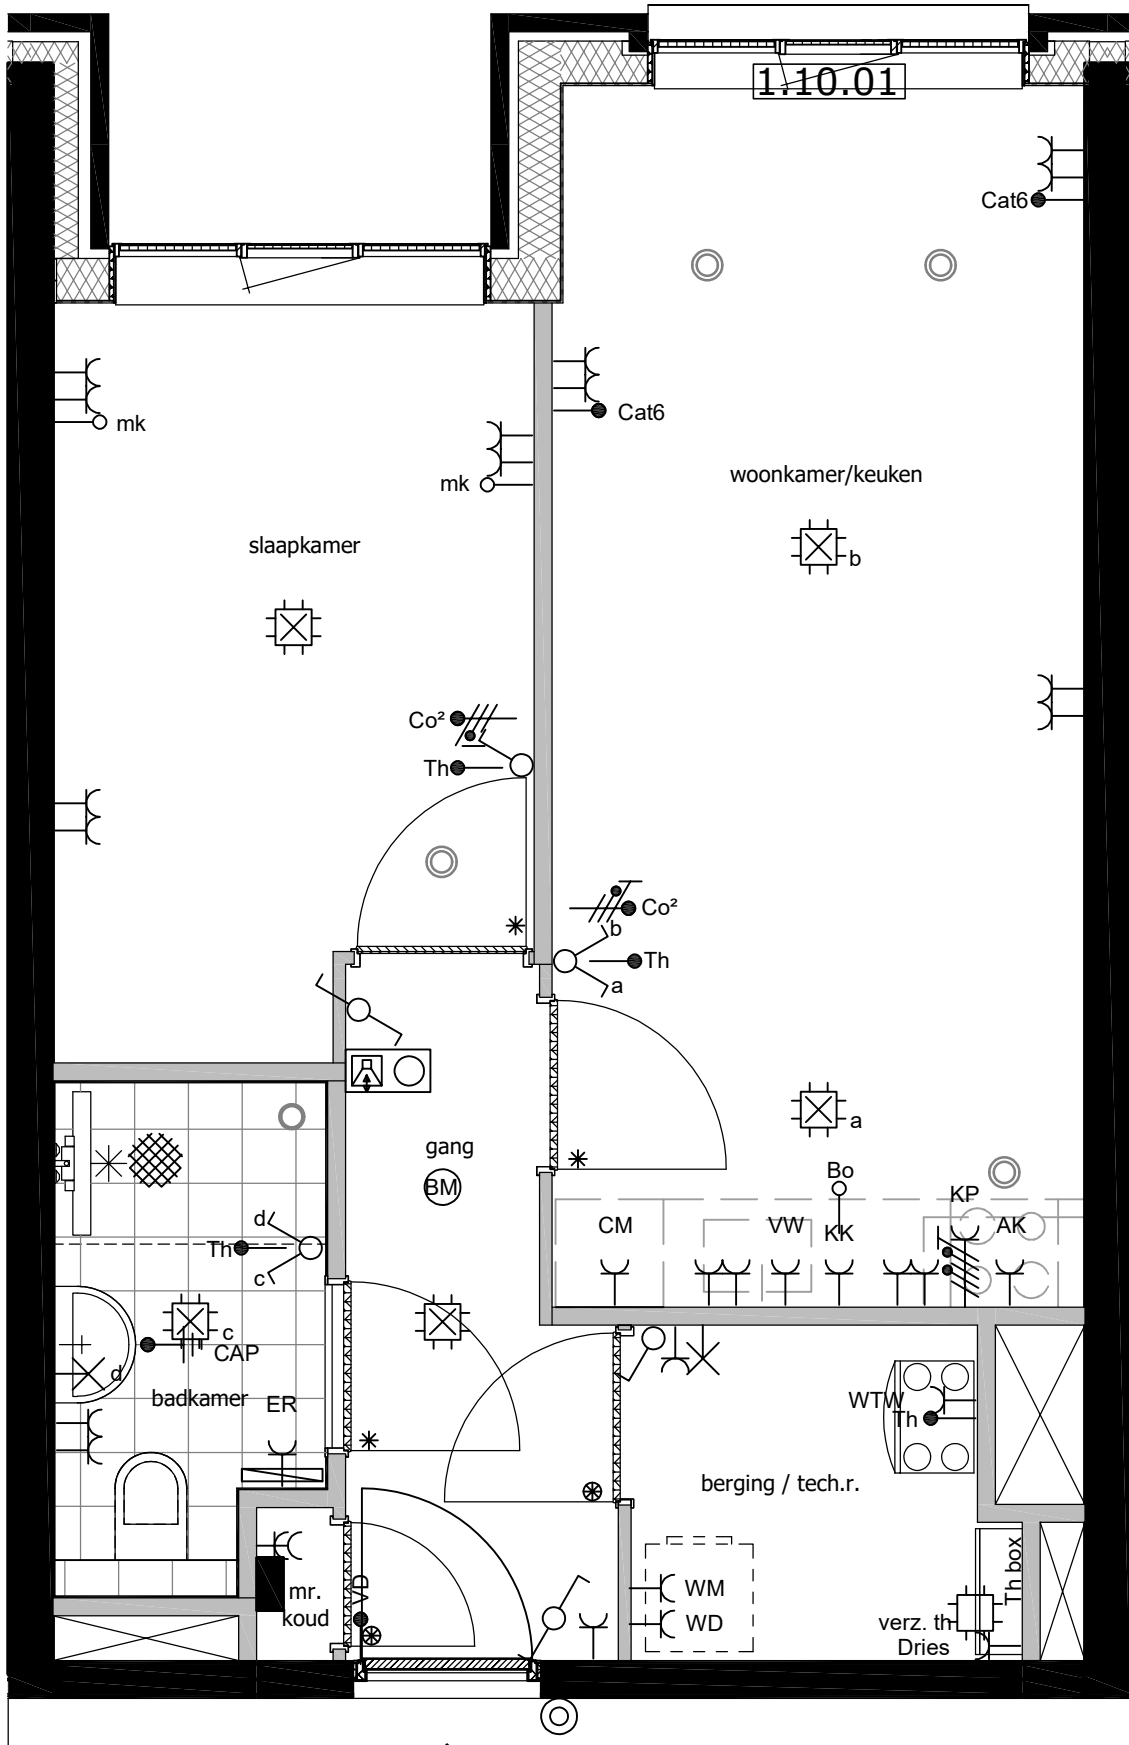 1.10.01
Cat6
Cat6
mk
mk
woonkamer/keuken
slaapkamer
b
Co²
Th
Co²
b
Th
a
a
gang
BM
Bo
KP
CM
VW
KK
AK
d
Th
c
c
CAP
d
badkamer
ER
WTW
Th
berging / tech.r.
mr.
koud
VD
WM
WD
Th box
verz. th
Dries